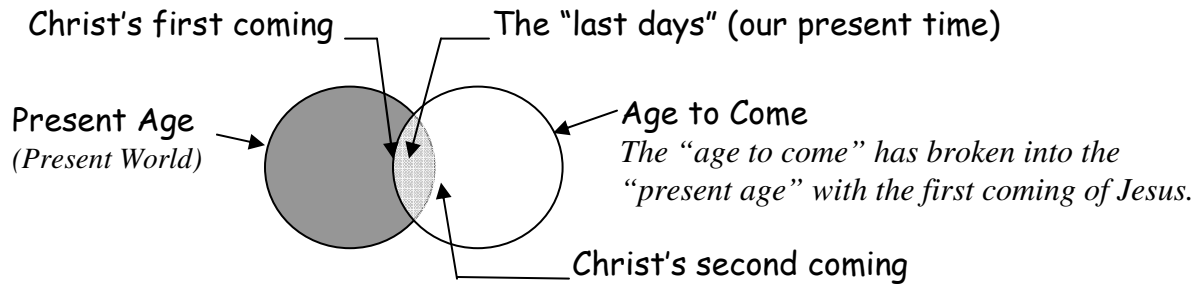 Christ's first coming
The "last days" (our present time)
Present Age
(Present World)
Age to Come
The “age to come” has broken into the
“present age” with the first coming of Jesus.
Christ's second coming